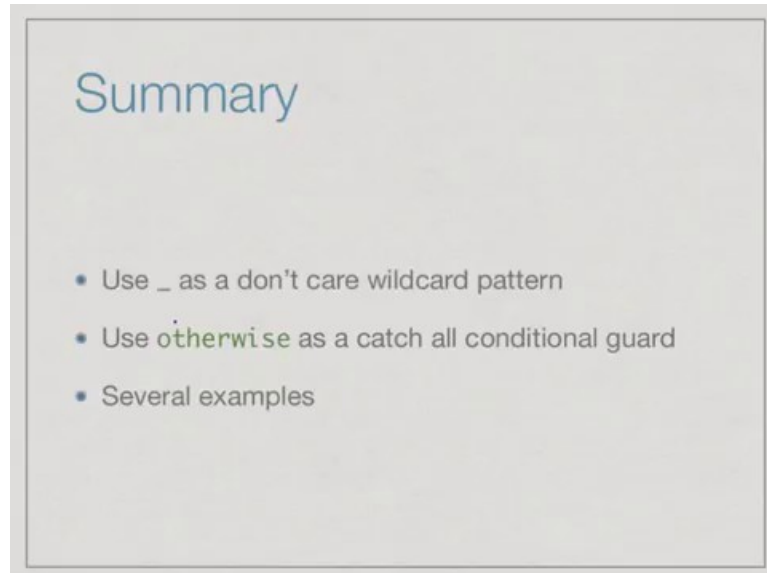 Summary
• Use _ as a don't care wildcard pattern
• Use otherwise as a catch all conditional guard
• Several examples